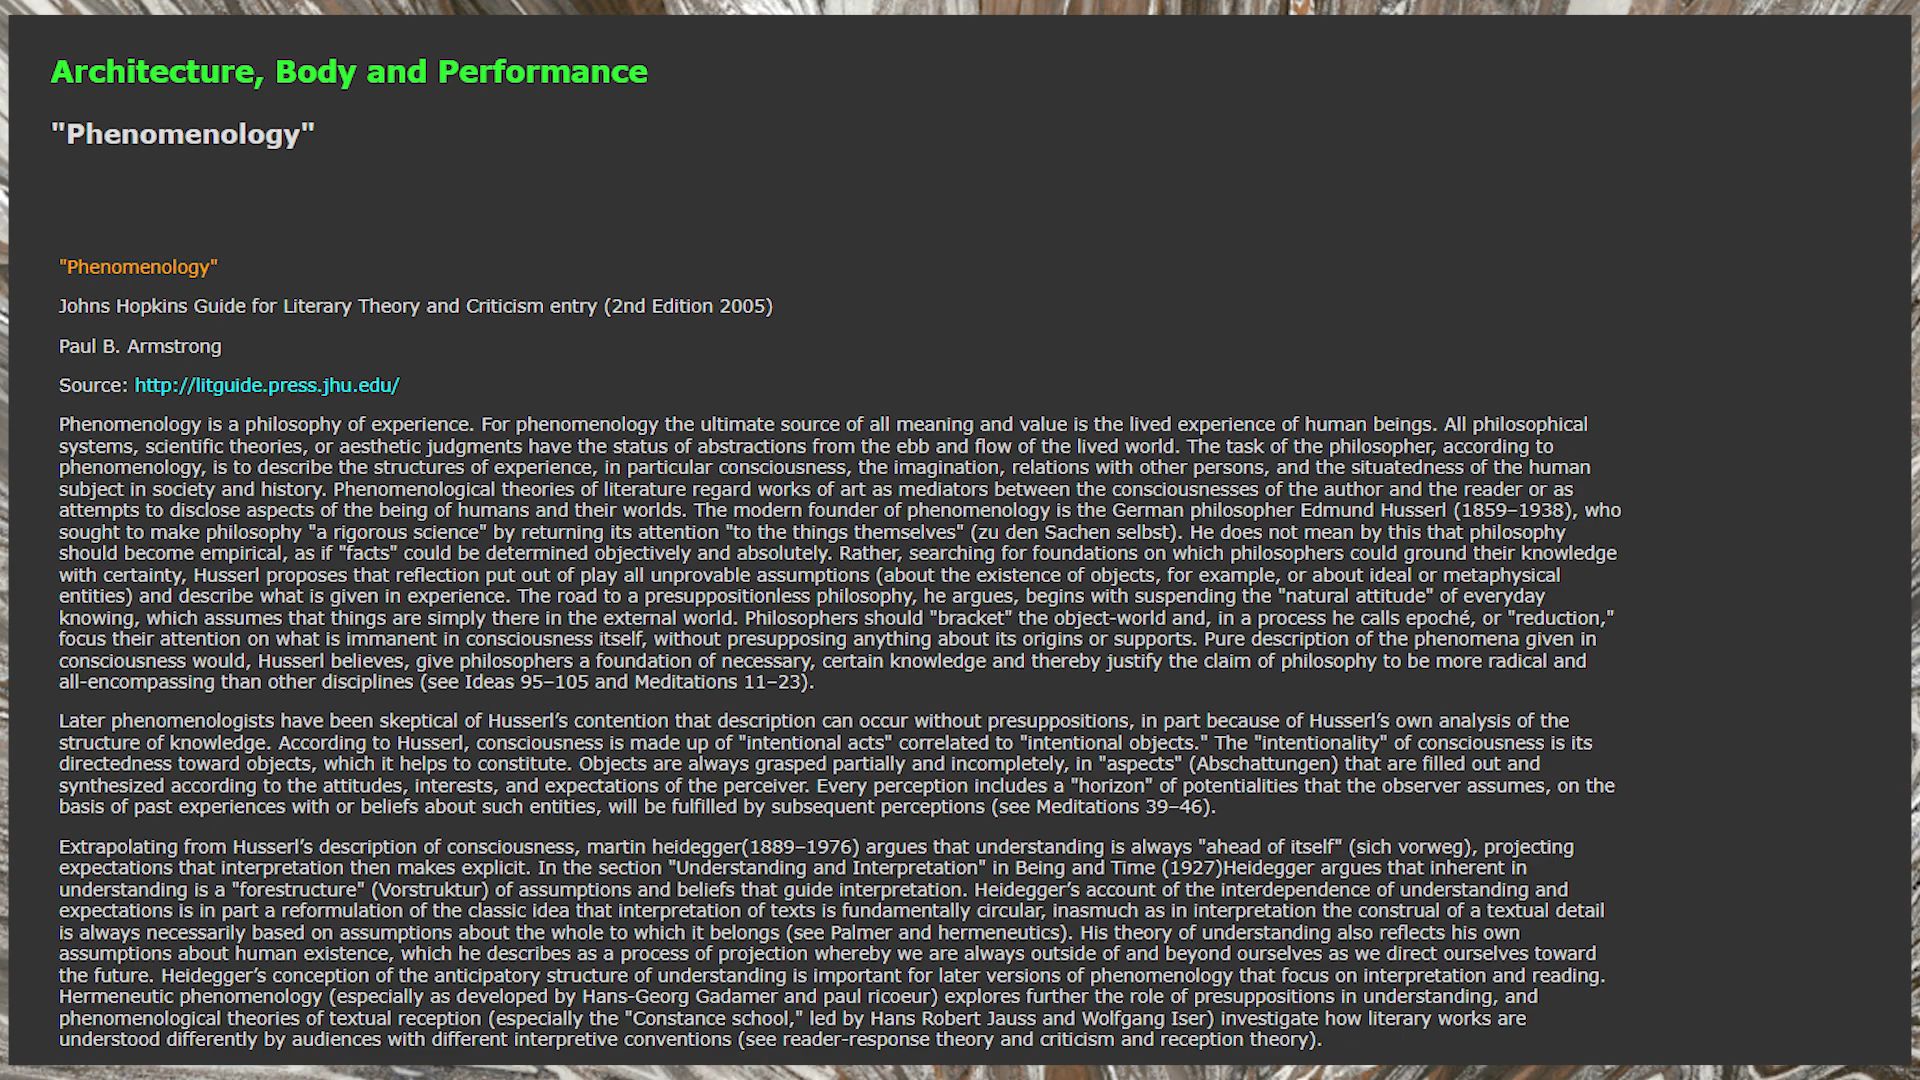 Architecture, Body and Performance
"Phenomenology"
"Phenomenology"
Johns Hopkins Guide for Literary Theory and Criticism entry (2nd Edition 2005)
Paul B. Armstrong
Source: http://litguide.press.jhu.edu/
Phenomenology is a philosophy of experience. For phenomenology the ultimate source of all meaning and value is the lived experience of human beings. All philosophical
systems, scientific theories, or aesthetic judgments have the status of abstractions from the ebb and flow of the lived world. The task of the philosopher, according to
phenomenology, is to describe the structures of experience, in particular consciousness, the imagination, relations with other persons, and the situatedness of the human
subject in society and history. Phenomenological theories of literature regard works of art as mediators between the consciousnesses of the author and the reader or as
attempts to disclose aspects of the being of humans and their worlds. The modern founder of phenomenology is the German philosopher Edmund Husserl (1859–1938), who
sought to make philosophy "a rigorous science" by returning its attention "to the things themselves" (zu den Sachen selbst). He does not mean by this that philosophy
should become empirical, as if "facts" could be determined objectively and absolutely. Rather, searching for foundations on which philosophers could ground their knowledge
with certainty, Husserl proposes that reflection put out of play all unprovable assumptions (about the existence of objects, for example, or about ideal or metaphysical
entities) and describe what is given in experience. The road to a presuppositionless philosophy, he argues, begins with suspending the "natural attitude" of everyday
knowing, which assumes that things are simply there in the external world. Philosophers should "bracket" the object-world and, in a process he calls epoché, or "reduction,"
focus their attention on what is immanent in consciousness itself, without presupposing anything about its origins or supports. Pure description of the phenomena given in
consciousness would, Husserl believes, give philosophers a foundation of necessary, certain knowledge and thereby justify the claim of philosophy to be more radical and
all-encompassing than other disciplines (see Ideas 95–105 and Meditations 11–23).
Later phenomenologists have been skeptical of Husserl’s contention that description can occur without presuppositions, in part because of Husserl’s own analysis of the
structure of knowledge. According to Husserl, consciousness is made up of "intentional acts" correlated to "intentional objects." The "intentionality" of consciousness is its
directedness toward objects, which it helps to constitute. Objects are always grasped partially and incompletely, in "aspects" (Abschattungen) that are filled out and
synthesized according to the attitudes, interests, and expectations of the perceiver. Every perception includes a "horizon" of potentialities that the observer assumes, on the
basis of past experiences with or beliefs about such entities, will be fulfilled by subsequent perceptions (see Meditations 39–46).
Extrapolating from Husserl’s description of consciousness, martin heidegger(1889–1976) argues that understanding is always "ahead of itself" (sich vorweg), projecting
expectations that interpretation then makes explicit. In the section "Understanding and Interpretation" in Being and Time (1927)Heidegger argues that inherent in
understanding is a "forestructure" (Vorstruktur) of assumptions and beliefs that guide interpretation. Heidegger’s account of the interdependence of understanding and
expectations is in part a reformulation of the classic idea that interpretation of texts is fundamentally circular, inasmuch as in interpretation the construal of a textual detail
is always necessarily based on assumptions about the whole to which it belongs (see Palmer and hermeneutics). His theory of understanding also reflects his own
assumptions about human existence, which he describes as a process of projection whereby we are always outside of and beyond ourselves as we direct ourselves toward
the future. Heidegger’s conception of the anticipatory structure of understanding is important for later versions of phenomenology that focus on interpretation and reading.
Hermeneutic phenomenology (especially as developed by Hans-Georg Gadamer and paul ricoeur) explores further the role of presuppositions in understanding, and
phenomenological theories of textual reception (especially the "Constance school," led by Hans Robert Jauss and Wolfgang Iser) investigate how literary works are
understood differently by audiences with different interpretive conventions (see reader-response theory and criticism and reception theory).